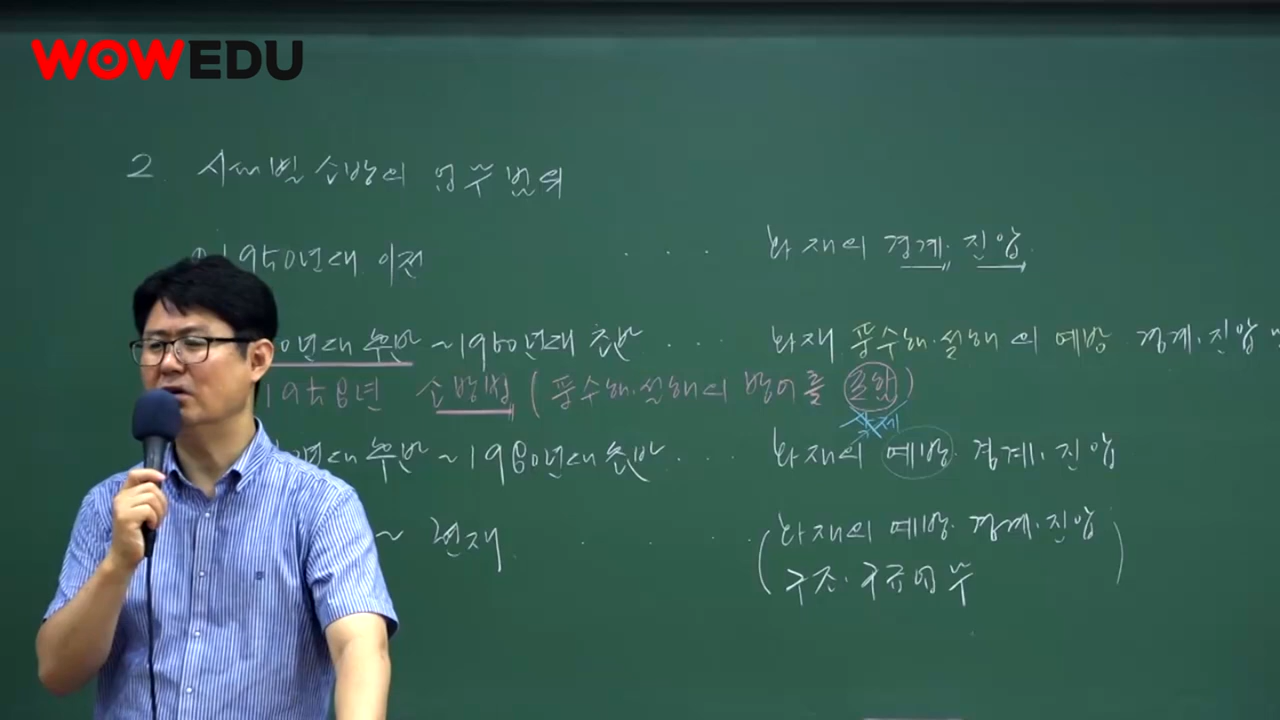 WOWEDU
2. 시대별 소방의 업무범위
1950년대 이전 ... 화재의 경계·진압
0년대 후반 ~ 1960년대 초반 ... 화재 풍수해·설해의 예방 경계·진압
1958년 소방법 (풍수해·설해의 방어를 포함)
삭제
년대 후반 ~ 1980년대 초반 ... 화재의 예방 경계·진압
~ 현재 ... (화재의 예방 경계·진압
구조·구급업무)